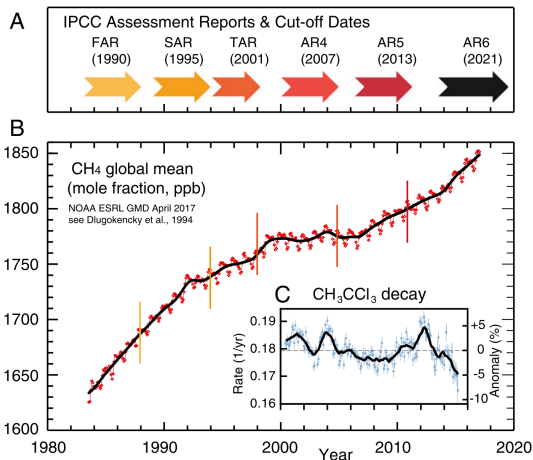 A
IPCC Assessment Reports & Cut-off Dates
FAR SAR TAR AR4 AR5 AR6
(1990) (1995) (2001) (2007) (2013) (2021)
B
1850
1800
1750
1700
1650
1600
CH4 global mean
(mole fraction, ppb)
NOAA ESRL GMD April 2017
see Dlugokencky et al., 1994
C CH3CCl3 decay
0.19
0.18
0.17
0.16
Rate (1/yr)
+5
0
-5
-10
Anomaly (%)
1980 1990 2000 2010 2020
Year